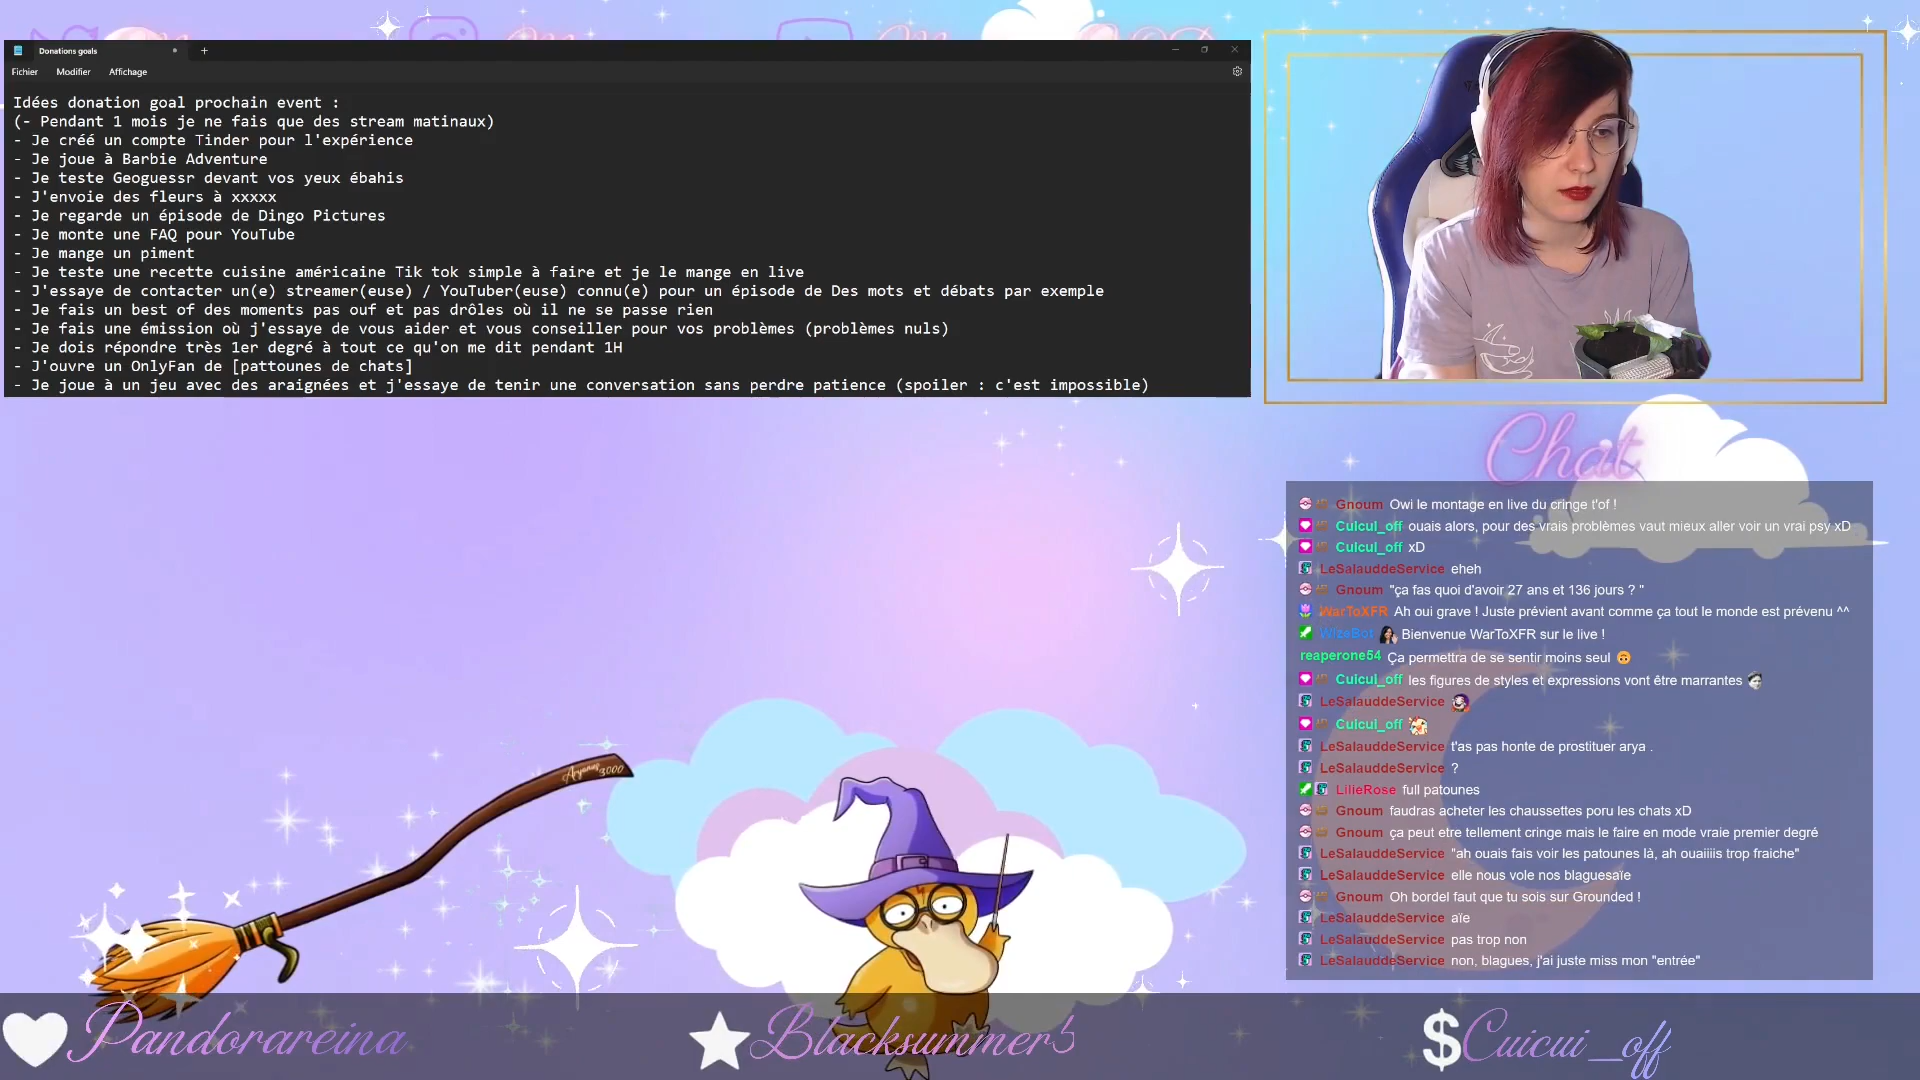 Donations goals
Fichier Modifier Affichage
Idées donation goal prochain event :
(- Pendant 1 mois je ne fais que des stream matinaux)
- Je créé un compte Tinder pour l'expérience
- Je joue à Barbie Adventure
- Je teste Geoguessr devant vos yeux ébahis
- J'envoie des fleurs à xxxxx
- Je regarde un épisode de Dingo Pictures
- Je monte une FAQ pour YouTube
- Je mange un piment
- Je teste une recette cuisine américaine Tik tok simple à faire et je le mange en live
- J'essaye de contacter un(e) streamer(euse) / YouTuber(euse) connu(e) pour un épisode de Des mots et débats par exemple
- Je fais un best of des moments pas ouf et pas drôles où il ne se passe rien
- Je fais une émission où j'essaye de vous aider et vous conseiller pour vos problèmes (problèmes nuls)
- Je dois répondre très 1er degré à tout ce qu'on me dit pendant 1H
- J'ouvre un OnlyFan de [pattounes de chats]
- Je joue à un jeu avec des araignées et j'essaye de tenir une conversation sans perdre patience (spoiler : c'est impossible)
Chat
Gnoum Owi le montage en live du cringe t'of !
Cuicui_off ouais alors, pour des vrais problèmes vaut mieux aller voir un vrai psy xD
Cuicui_off xD
LeSalauddeService eheh
Gnoum "ça fas quoi d'avoir 27 ans et 136 jours ? "
WarToXFR Ah oui grave ! Juste prévient avant comme ça tout le monde est prévenu ^^
WizeBot Bienvenue WarToXFR sur le live !
reaperone54 Ça permettra de se sentir moins seul 🙃
Cuicui_off les figures de styles et expressions vont être marrantes
LeSalauddeService
Cuicui_off
LeSalauddeService t'as pas honte de prostituer arya .
LeSalauddeService ?
LilieRose full patounes
Gnoum faudras acheter les chaussettes poru les chats xD
Gnoum ça peut etre tellement cringe mais le faire en mode vraie premier degré
LeSalauddeService "ah ouais fais voir les patounes là, ah ouaiiiis trop fraiche"
LeSalauddeService elle nous vole nos blaguesaïe
Gnoum Oh bordel faut que tu sois sur Grounded !
LeSalauddeService aïe
LeSalauddeService pas trop non
LeSalauddeService non, blagues, j'ai juste miss mon "entrée"
3000
Pandorareina
Blacksummer5
$Cuicui_off